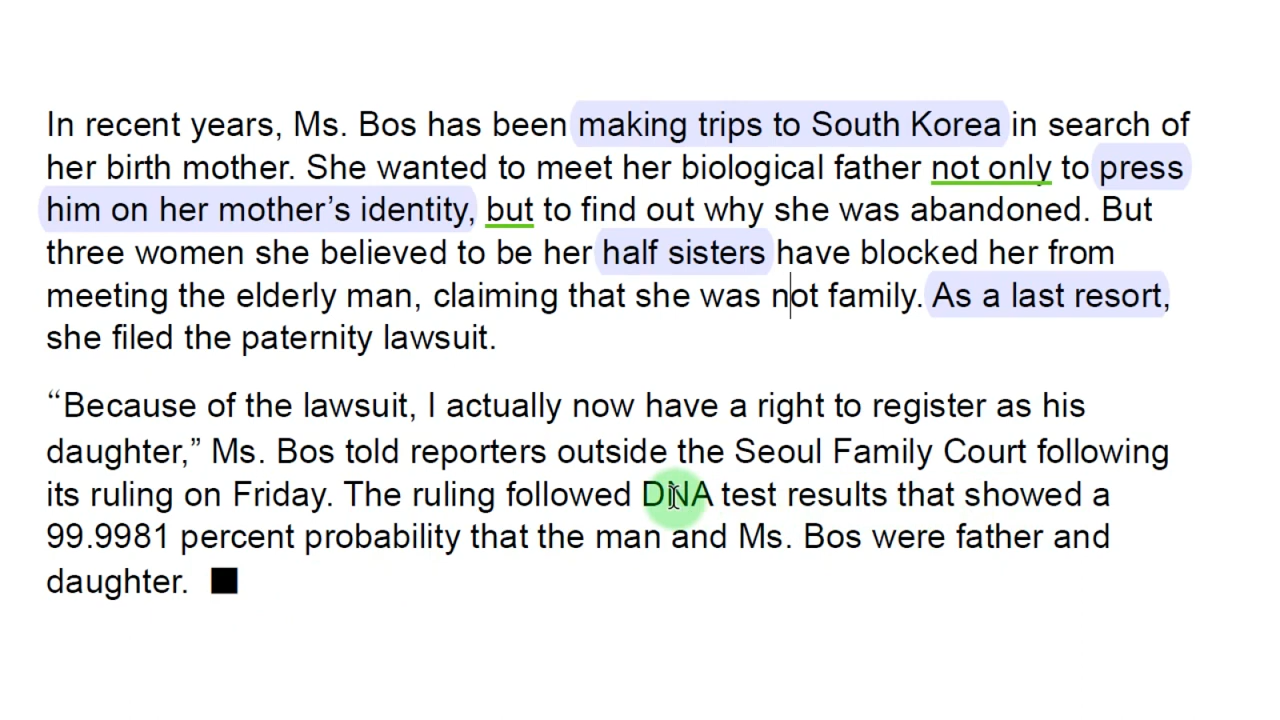 In recent years, Ms. Bos has been making trips to South Korea in search of
her birth mother. She wanted to meet her biological father not only to press
him on her mother’s identity, but to find out why she was abandoned. But
three women she believed to be her half sisters have blocked her from
meeting the elderly man, claiming that she was not family. As a last resort,
she filed the paternity lawsuit.
“Because of the lawsuit, I actually now have a right to register as his
daughter,” Ms. Bos told reporters outside the Seoul Family Court following
its ruling on Friday. The ruling followed DNA test results that showed a
99.9981 percent probability that the man and Ms. Bos were father and
daughter. ■